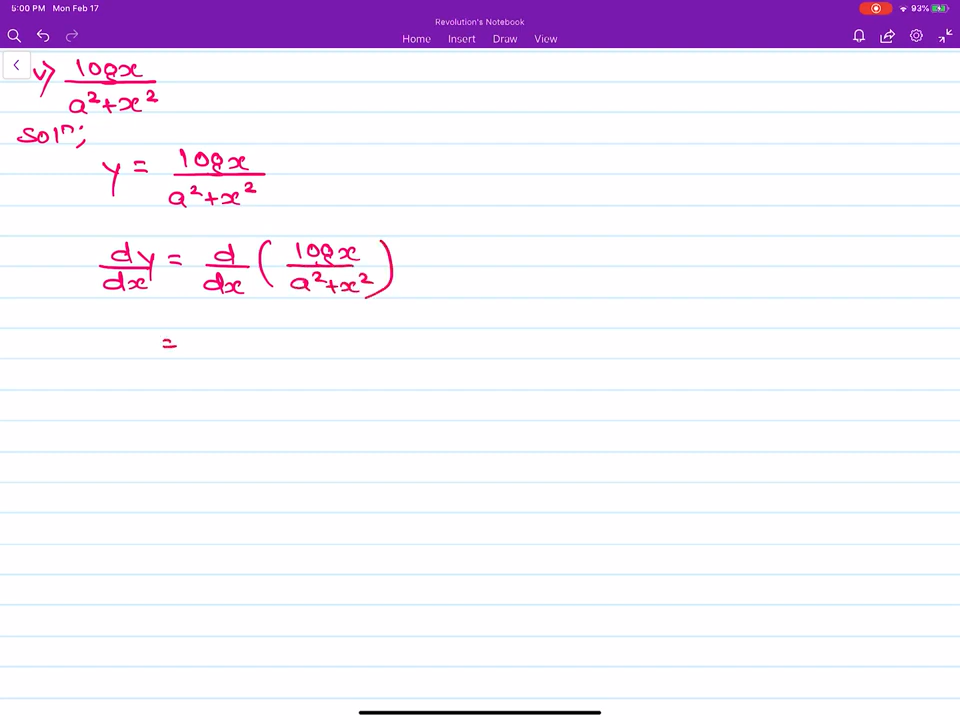 5:00 PM Mon Feb 17
93%
Revolution's Notebook
Home Insert Draw View
v) logx / a²+x²
Solⁿ;
y = logx / a²+x²
dy/dx = d/dx ( logx / a²+x² )
=